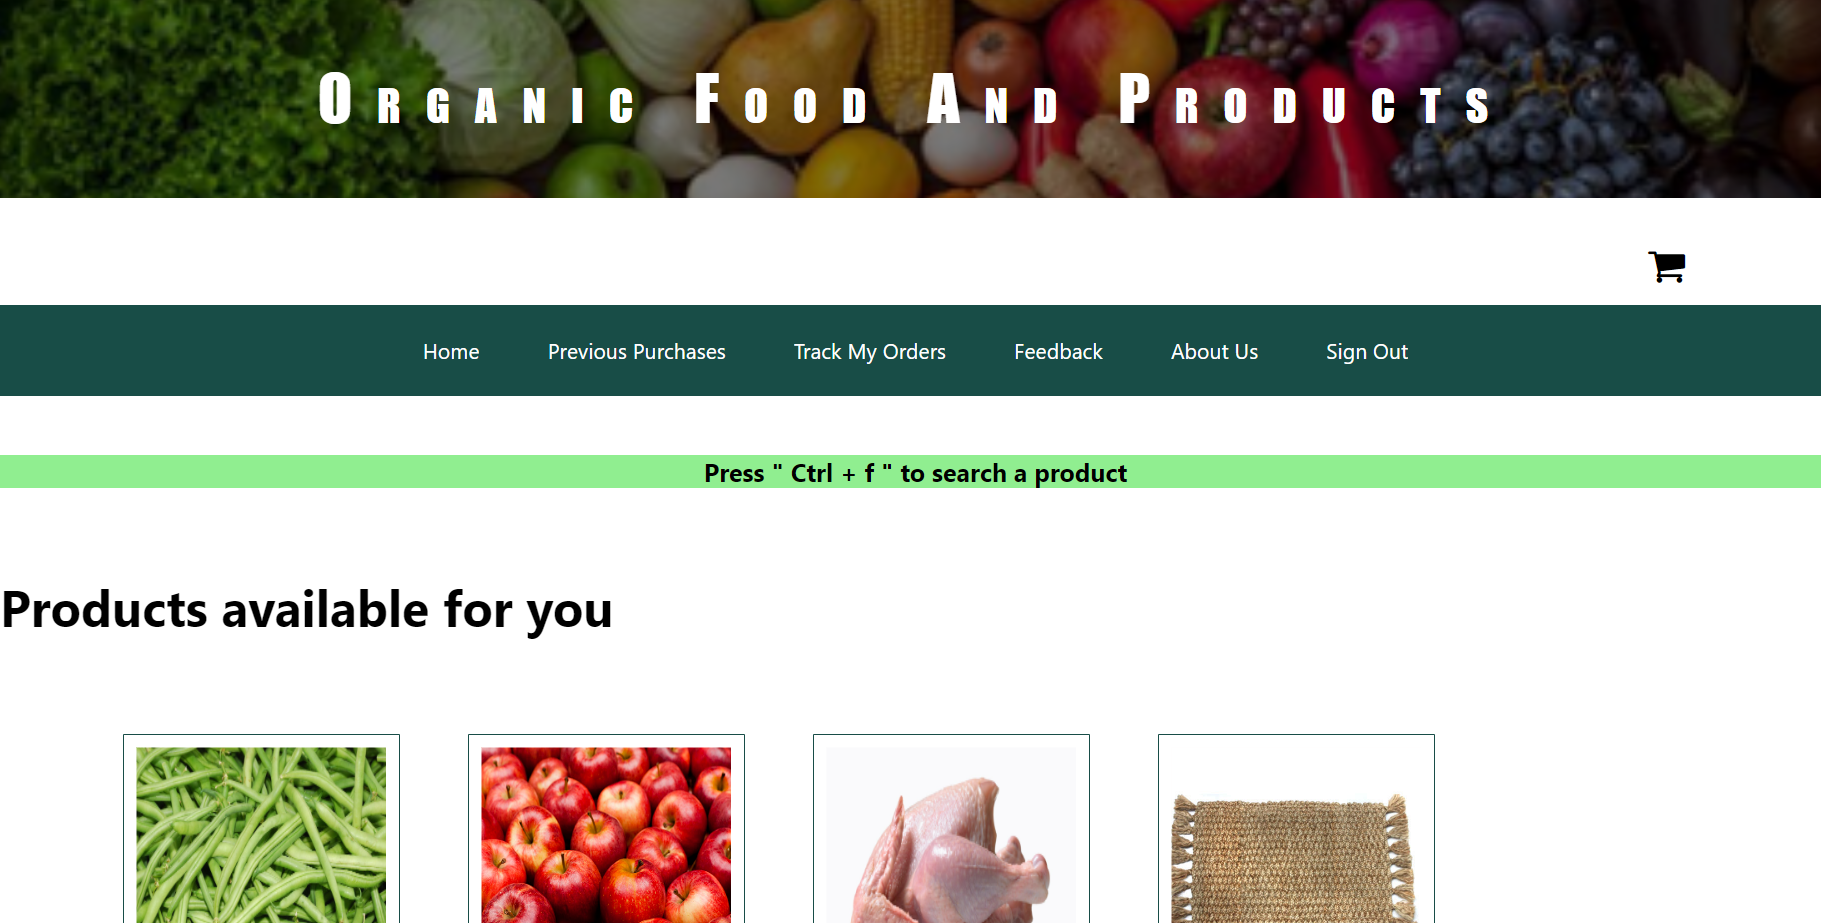 Organic Food And Products
Home Previous Purchases Track My Orders Feedback About Us Sign Out
Press " Ctrl + f " to search a product
Products available for you